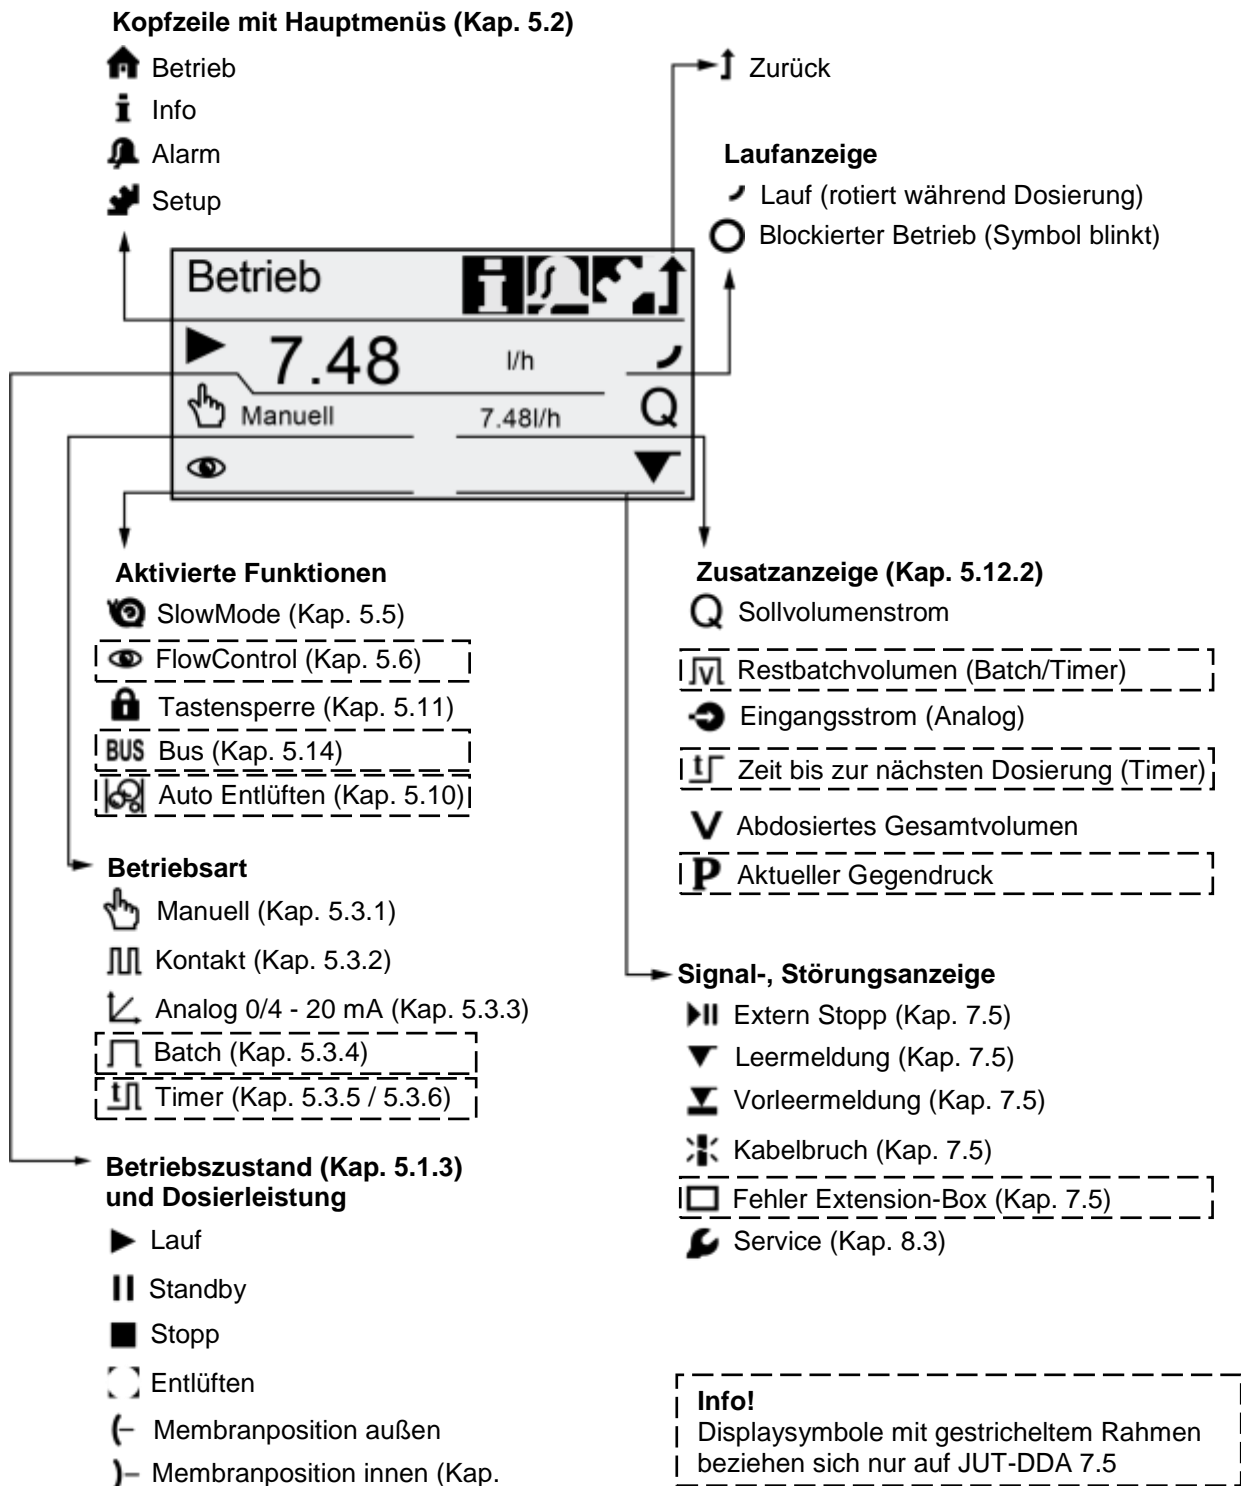 Kopfzeile mit Hauptmenüs (Kap. 5.2)
Betrieb
Info
Alarm
Setup
Zurück
Laufanzeige
Lauf (rotiert während Dosierung)
Blockierter Betrieb (Symbol blinkt)
Betrieb
7.48 l/h
Manuell 7.48l/h
Q
Aktivierte Funktionen
SlowMode (Kap. 5.5)
FlowControl (Kap. 5.6)
Tastensperre (Kap. 5.11)
BUS Bus (Kap. 5.14)
Auto Entlüften (Kap. 5.10)
Betriebsart
Manuell (Kap. 5.3.1)
Kontakt (Kap. 5.3.2)
Analog 0/4 - 20 mA (Kap. 5.3.3)
Batch (Kap. 5.3.4)
t Timer (Kap. 5.3.5 / 5.3.6)
Betriebszustand (Kap. 5.1.3)
und Dosierleistung
Lauf
Standby
Stopp
Entlüften
Membranposition außen
Membranposition innen (Kap.
Zusatzanzeige (Kap. 5.12.2)
Q Sollvolumenstrom
V Restbatchvolumen (Batch/Timer)
Eingangsstrom (Analog)
t Zeit bis zur nächsten Dosierung (Timer)
V Abdosiertes Gesamtvolumen
P Aktueller Gegendruck
Signal-, Störungsanzeige
Extern Stopp (Kap. 7.5)
Leermeldung (Kap. 7.5)
Vorleermeldung (Kap. 7.5)
Kabelbruch (Kap. 7.5)
Fehler Extension-Box (Kap. 7.5)
Service (Kap. 8.3)
Info!
Displaysymbole mit gestricheltem Rahmen
beziehen sich nur auf JUT-DDA 7.5